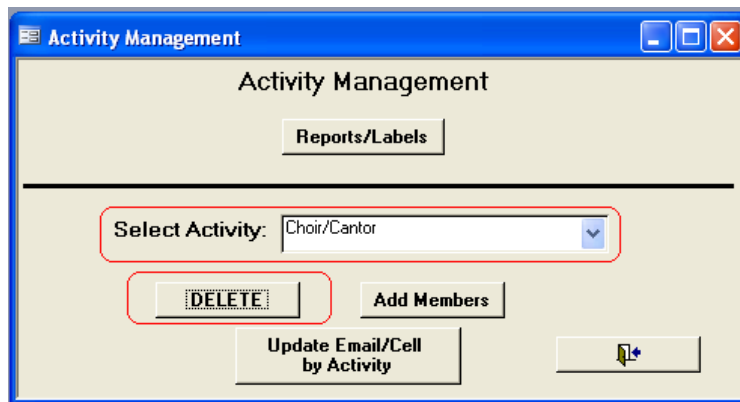 Activity Management
Activity Management
Reports/Labels
Select Activity: Choir/Cantor
DELETE Add Members
Update Email/Cell
by Activity